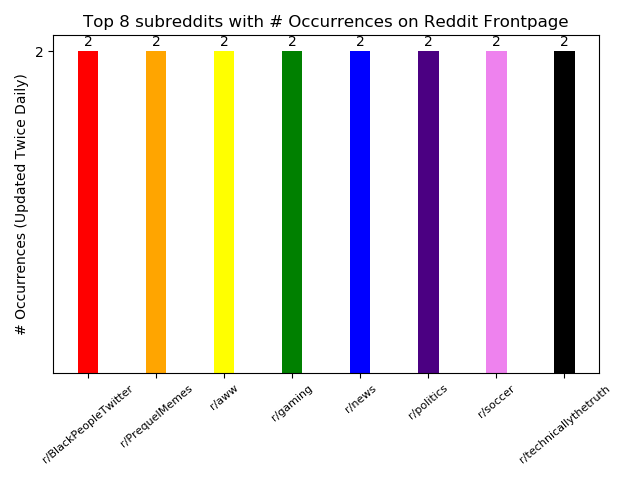 Top 8 subreddits with # Occurrences on Reddit Frontpage
2 2 2 2 2 2 2 2
2
# Occurrences (Updated Twice Daily)
r/BlackPeopleTwitter
r/PrequelMemes
r/aww
r/gaming
r/news
r/politics
r/soccer
r/technicallythetruth